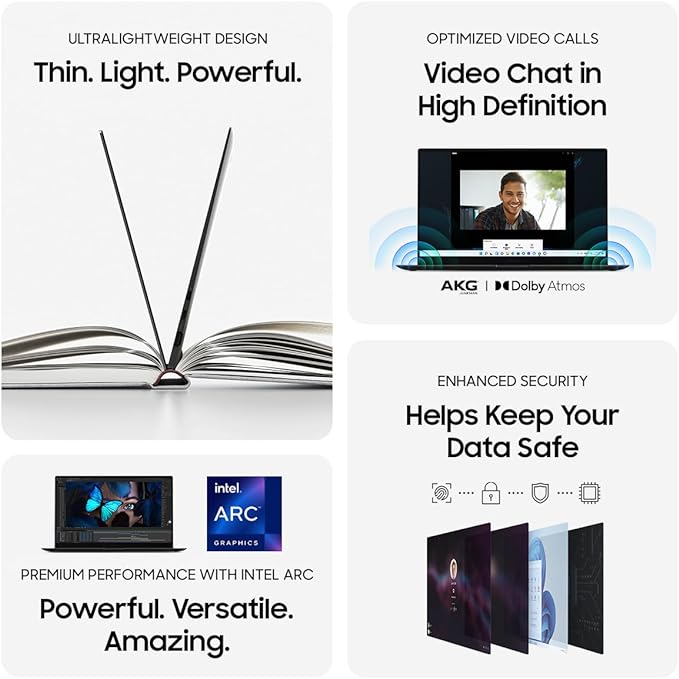 ULTRALIGHTWEIGHT DESIGN
Thin. Light. Powerful.
OPTIMIZED VIDEO CALLS
Video Chat in
High Definition
AKG
Dolby Atmos
ENHANCED SECURITY
Helps Keep Your
Data Safe
intel.
ARC
GRAPHICS
PREMIUM PERFORMANCE WITH INTEL ARC
Powerful. Versatile.
Amazing.